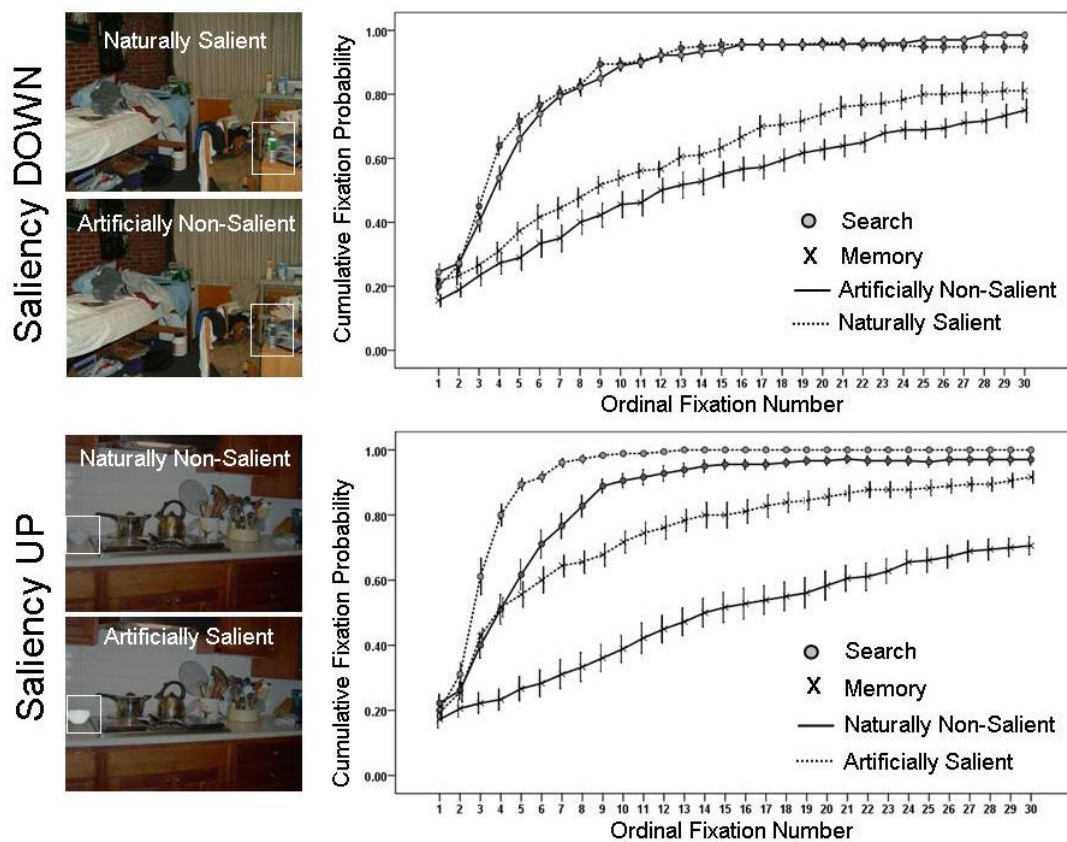 Saliency DOWN
Naturally Salient
Artificially Non-Salient
Cumulative Fixation Probability
1.00
0.80
0.60
0.40
0.20
0.00
Search
Memory
Artificially Non-Salient
Naturally Salient
1 2 3 4 5 6 7 8 9 10 11 12 13 14 15 16 17 18 19 20 21 22 23 24 25 26 27 28 29 30
Ordinal Fixation Number
Saliency UP
Naturally Non-Salient
Artificially Salient
Cumulative Fixation Probability
1.00
0.80
0.60
0.40
0.20
0.00
Search
Memory
Naturally Non-Salient
Artificially Salient
1 2 3 4 5 6 7 8 9 10 11 12 13 14 15 16 17 18 19 20 21 22 23 24 25 26 27 28 29 30
Ordinal Fixation Number